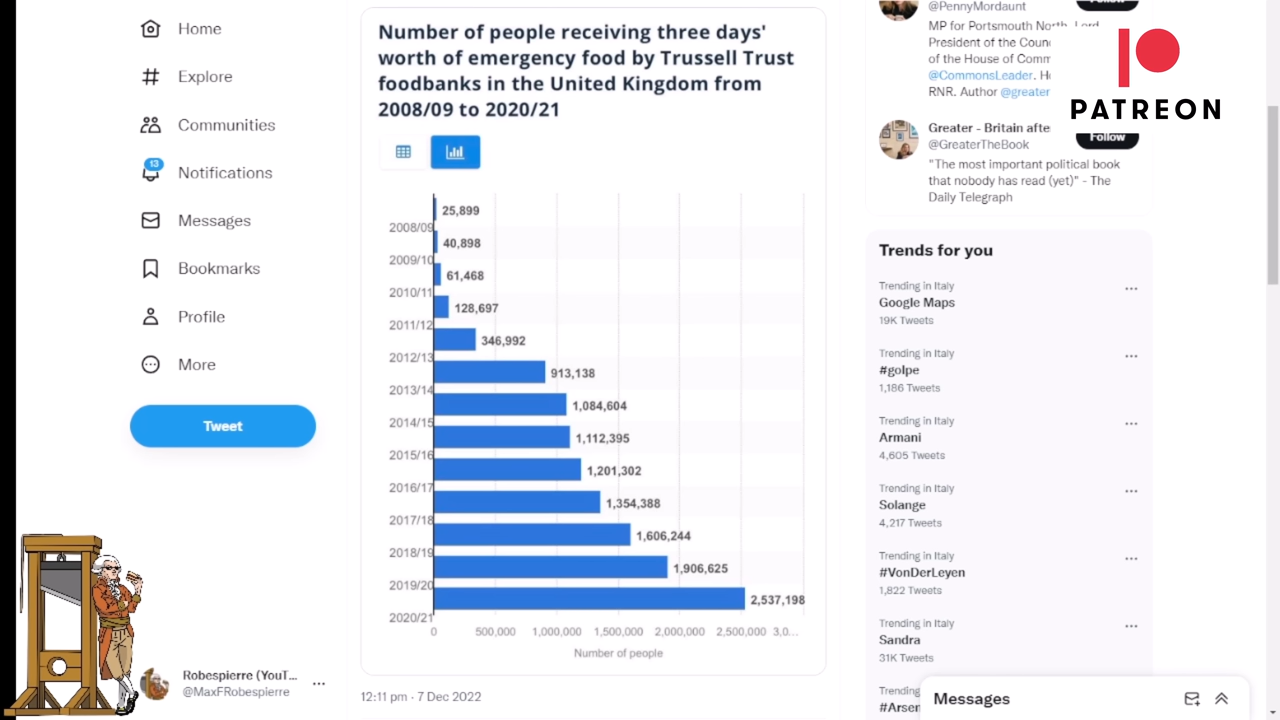 Home
Explore
Communities
13
Notifications
Messages
Bookmarks
Profile
More
Tweet
Robespierre (YouT...
@MaxFRobespierre
Number of people receiving three days'
worth of emergency food by Trussell Trust
foodbanks in the United Kingdom from
2008/09 to 2020/21
25,899
2008/09
40,898
2009/10
61,468
2010/11
128,697
2011/12
346,992
2012/13
913,138
2013/14
1,084,604
2014/15
1,112,395
2015/16
1,201,302
2016/17
1,354,388
2017/18
1,606,244
2018/19
1,906,625
2019/20
2,537,198
2020/21
0 500,000 1,000,000 1,500,000 2,000,000 2,500,000 3,0...
Number of people
12:11 pm · 7 Dec 2022
@PennyMordaunt
MP for Portsmouth North, Lord
President of the Counc
of the House of Comm
@CommonsLeader. H
RNR. Author @greater
PATREON
Greater - Britain afte
@GreaterTheBook
Follow
"The most important political book
that nobody has read (yet)" - The
Daily Telegraph
Trends for you
Trending in Italy
Google Maps
19K Tweets
Trending in Italy
#golpe
1,186 Tweets
Trending in Italy
Armani
4,605 Tweets
Trending in Italy
Solange
4,217 Tweets
Trending in Italy
#VonDerLeyen
1,822 Tweets
Trending in Italy
Sandra
31K Tweets
Trending
#Arsen
Messages